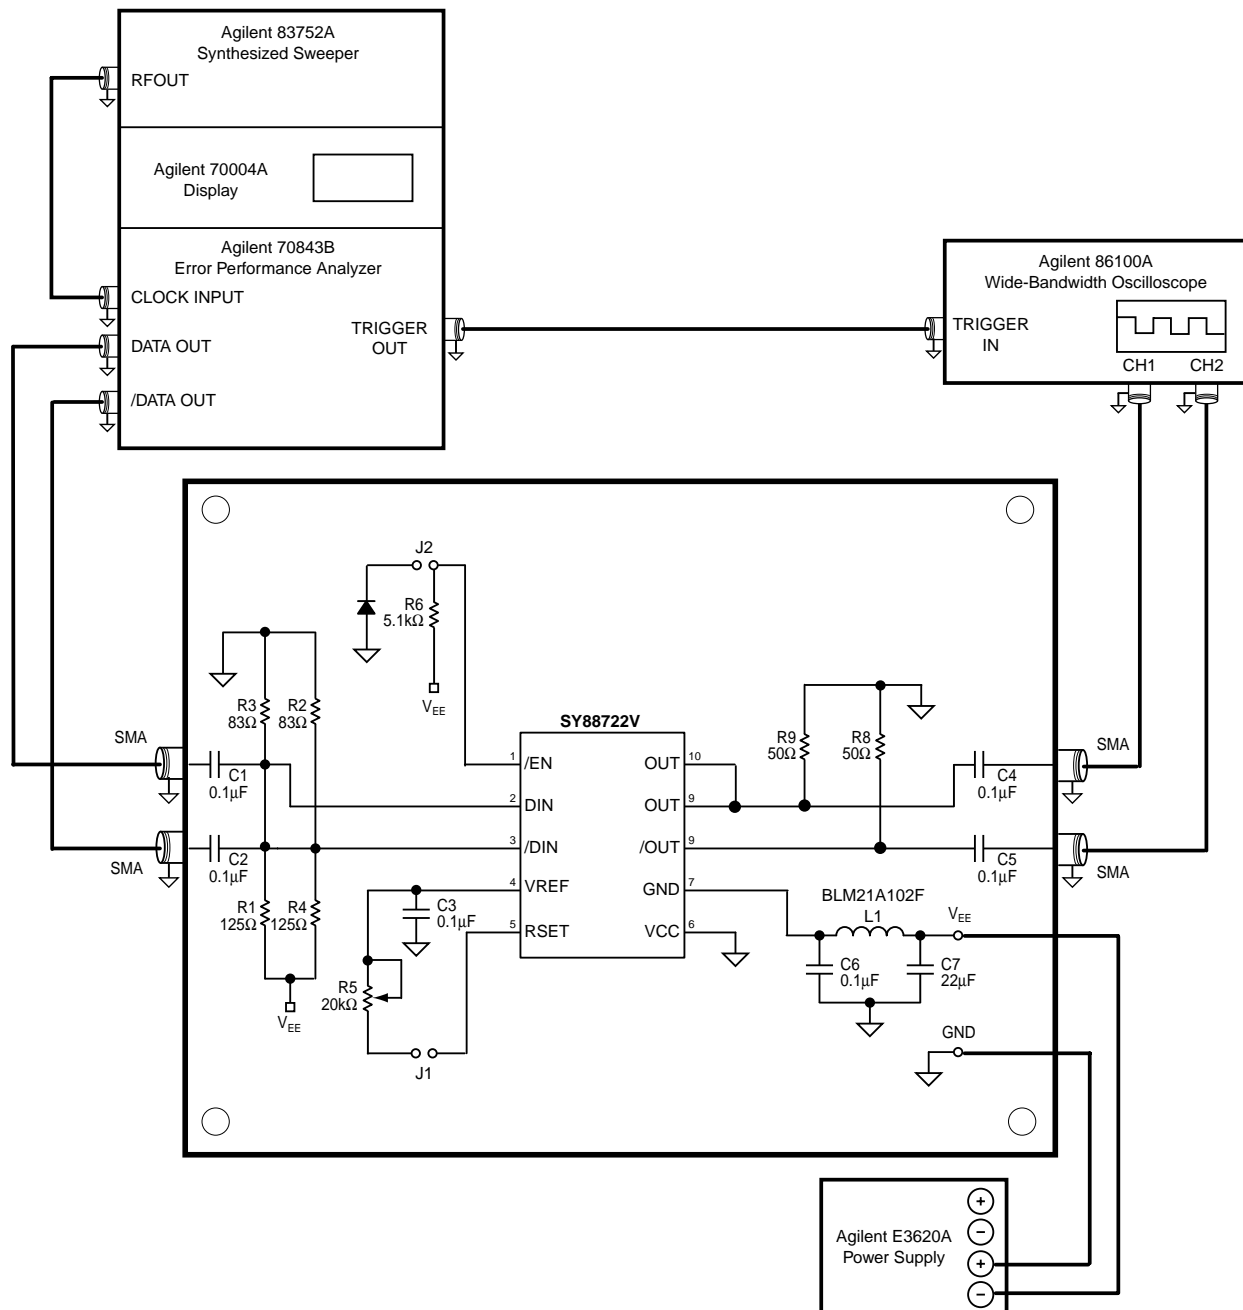 Agilent 83752A
Synthesized Sweeper
RFOUT
Agilent 70004A
Display
Agilent 70843B
Error Performance Analyzer
CLOCK INPUT
DATA OUT
/DATA OUT
TRIGGER
OUT
Agilent 86100A
Wide-Bandwidth Oscilloscope
TRIGGER
IN
CH1
CH2
J2
R6
5.1kΩ
VEE
R3
83Ω
R2
83Ω
SMA
C1
0.1µF
SMA
C2
0.1µF
R1
125Ω
R4
125Ω
VEE
C3
0.1µF
R5
20kΩ
J1
SY88722V
1
/EN
2
DIN
3
/DIN
4
VREF
5
RSET
OUT
10
OUT
9
/OUT
9
GND
7
VCC
6
R9
50Ω
R8
50Ω
C4
0.1µF
SMA
C5
0.1µF
SMA
BLM21A102F
L1
VEE
C6
0.1µF
C7
22µF
GND
Agilent E3620A
Power Supply
+
−
+
−